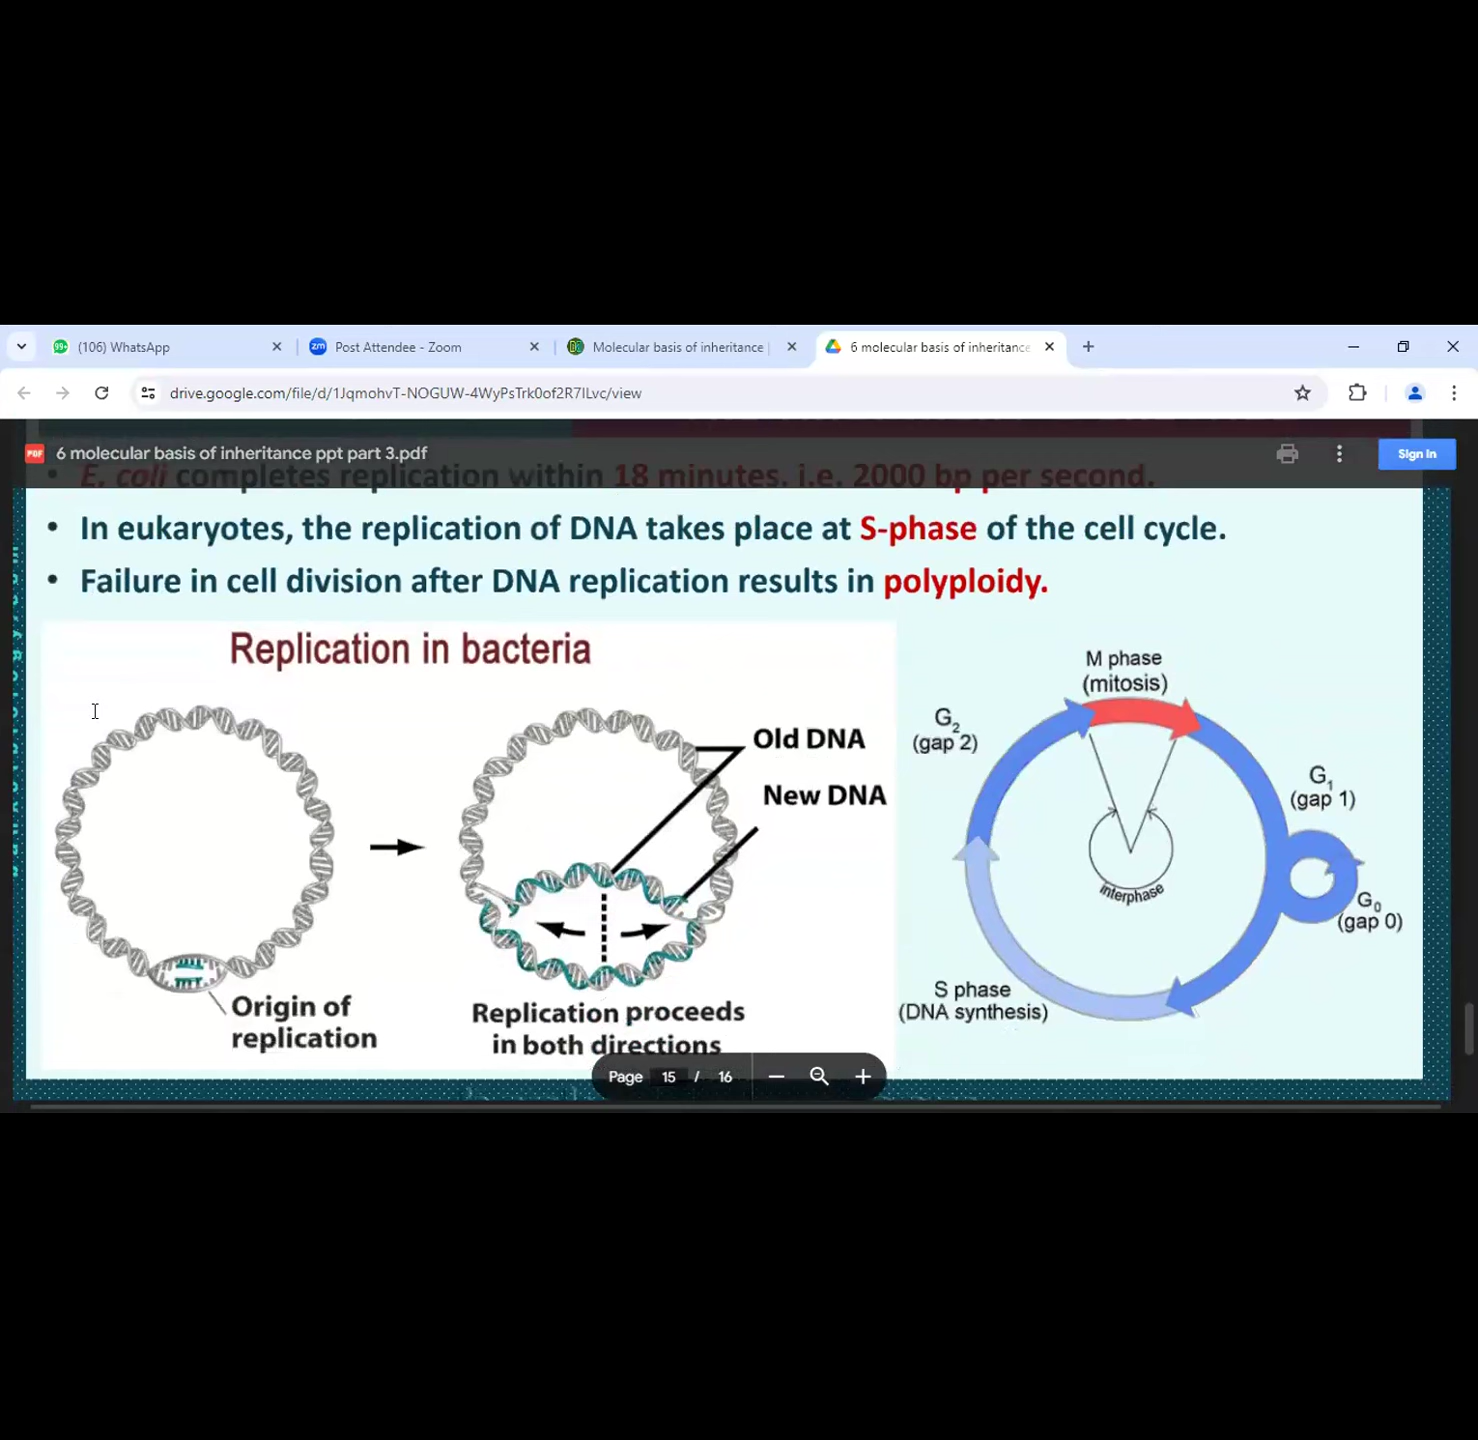 (106) WhatsApp
Post Attendee - Zoom
Molecular basis of inheritance |
6 molecular basis of inheritance
drive.google.com/file/d/1JqmohvT-NOGUW-4WyPsTrk0of2R7ILvc/view
PDF 6 molecular basis of inheritance ppt part 3.pdf
Sign In
• E. coli completes replication within 18 minutes. i.e. 2000 bp per second.
• In eukaryotes, the replication of DNA takes place at S-phase of the cell cycle.
• Failure in cell division after DNA replication results in polyploidy.
Replication in bacteria
Old DNA
New DNA
Origin of
replication
Replication proceeds
in both directions
M phase
(mitosis)
G2
(gap 2)
G1
(gap 1)
interphase
G0
(gap 0)
S phase
(DNA synthesis)
Page 15 / 16